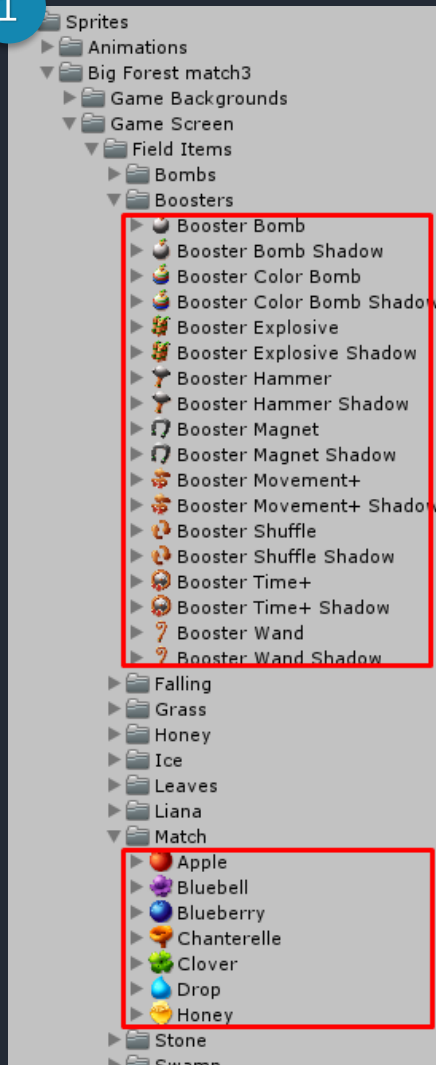 1
Sprites
Animations
Big Forest match3
Game Backgrounds
Game Screen
Field Items
Bombs
Boosters
Booster Bomb
Booster Bomb Shadow
Booster Color Bomb
Booster Color Bomb Shadow
Booster Explosive
Booster Explosive Shadow
Booster Hammer
Booster Hammer Shadow
Booster Magnet
Booster Magnet Shadow
Booster Movement+
Booster Movement+ Shadow
Booster Shuffle
Booster Shuffle Shadow
Booster Time+
Booster Time+ Shadow
Booster Wand
Booster Wand Shadow
Falling
Grass
Honey
Ice
Leaves
Liana
Match
Apple
Bluebell
Blueberry
Chanterelle
Clover
Drop
Honey
Stone
Swamp